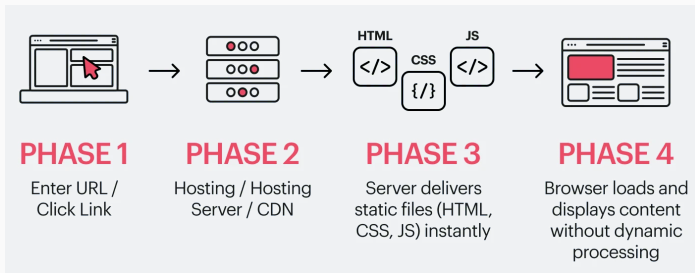 HTML
CSS
JS
</>
{/}
</>
PHASE 1
Enter URL /
Click Link
PHASE 2
Hosting / Hosting
Server / CDN
PHASE 3
Server delivers
static files (HTML,
CSS, JS) instantly
PHASE 4
Browser loads and
displays content
without dynamic
processing